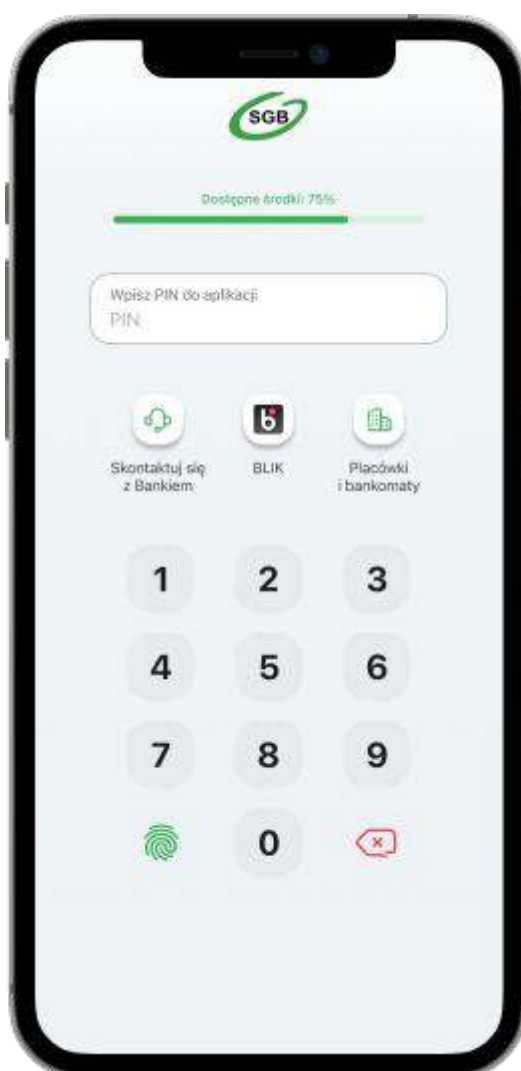 SGB
Dostępne środki: 75%
Wpisz PIN do aplikacji
PIN
Skontaktuj się
z Bankiem
BLIK
Placówki
i bankomaty
1 2 3
4 5 6
7 8 9
0